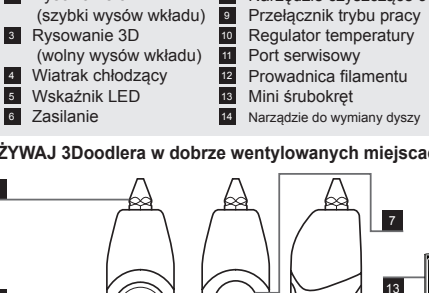 (szybki wysów wkładu)
3 Rysowanie 3D
(wolny wysów wkładu)
4 Wiatrak chłodzący
5 Wskaźnik LED
6 Zasilanie
9 Przełącznik trybu pracy
10 Regulator temperatury
11 Port serwisowy
12 Prowadnica filamentu
13 Mini śrubokręt
14 Narzędzie do wymiany dyszy
ŻYWAJ 3Doodlera w dobrze wentylowanych miejscac
7
13